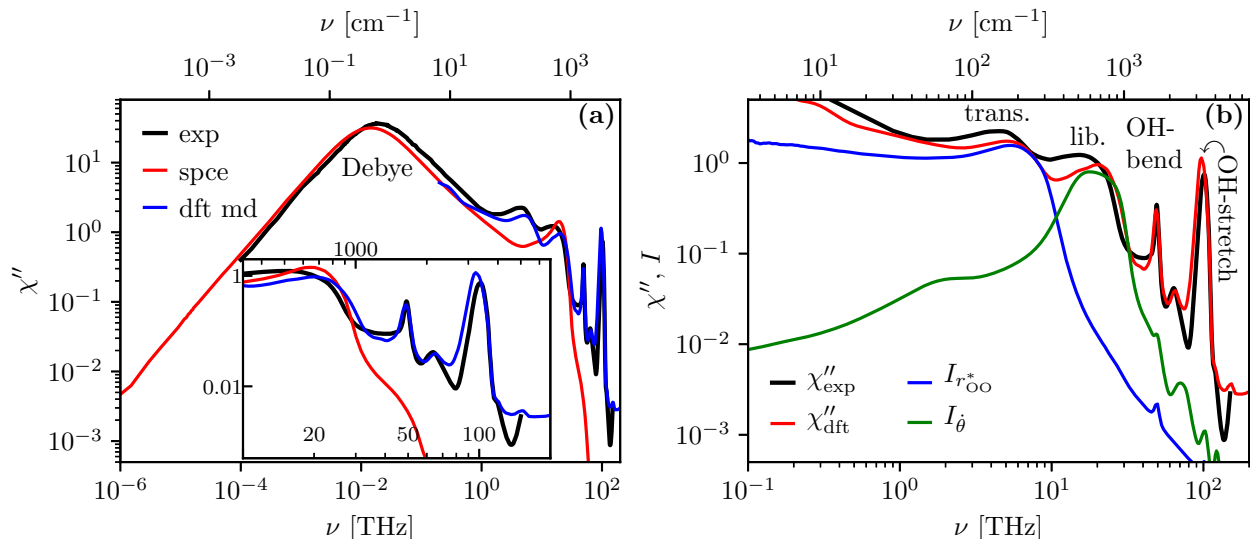 ν [cm⁻¹]
10⁻³ 10⁻¹ 10¹ 10³
(a)
exp
spce
dft md
Debye
χ″
10¹
10⁰
10⁻¹
10⁻²
10⁻³
1000
1
0.01
20 50 100
10⁻⁶ 10⁻⁴ 10⁻² 10⁰ 10²
ν [THz]
ν [cm⁻¹]
10¹ 10² 10³
(b)
trans.
lib.
OH-
bend
OH-stretch
χ″, I
10⁰
10⁻¹
10⁻²
10⁻³
χ″exp
χ″dft
I r*OO
I θ̇
10⁻¹ 10⁰ 10¹ 10²
ν [THz]